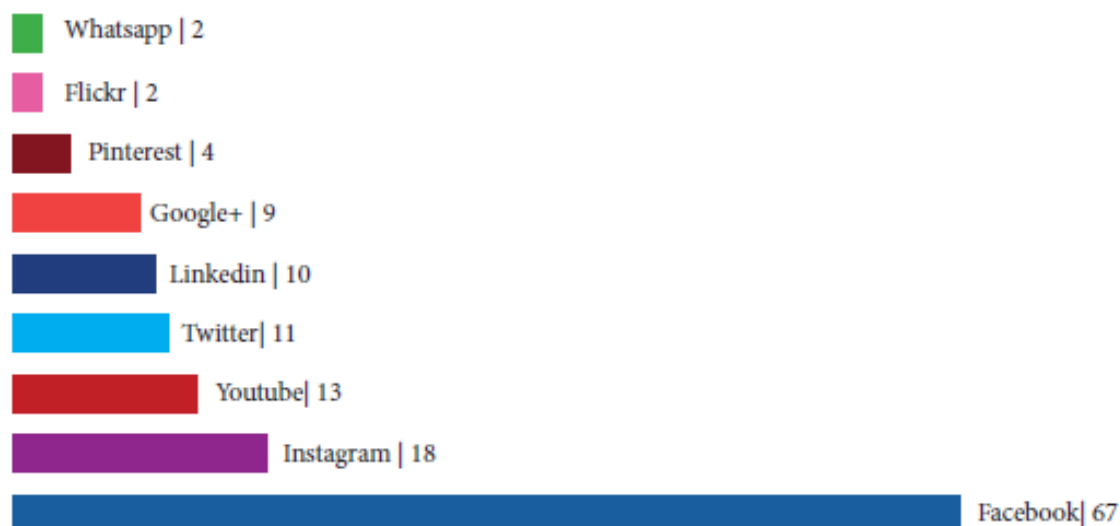 Whatsapp | 2
Flickr | 2
Pinterest | 4
Google+ | 9
Linkedin | 10
Twitter| 11
Youtube| 13
Instagram | 18
Facebook| 67